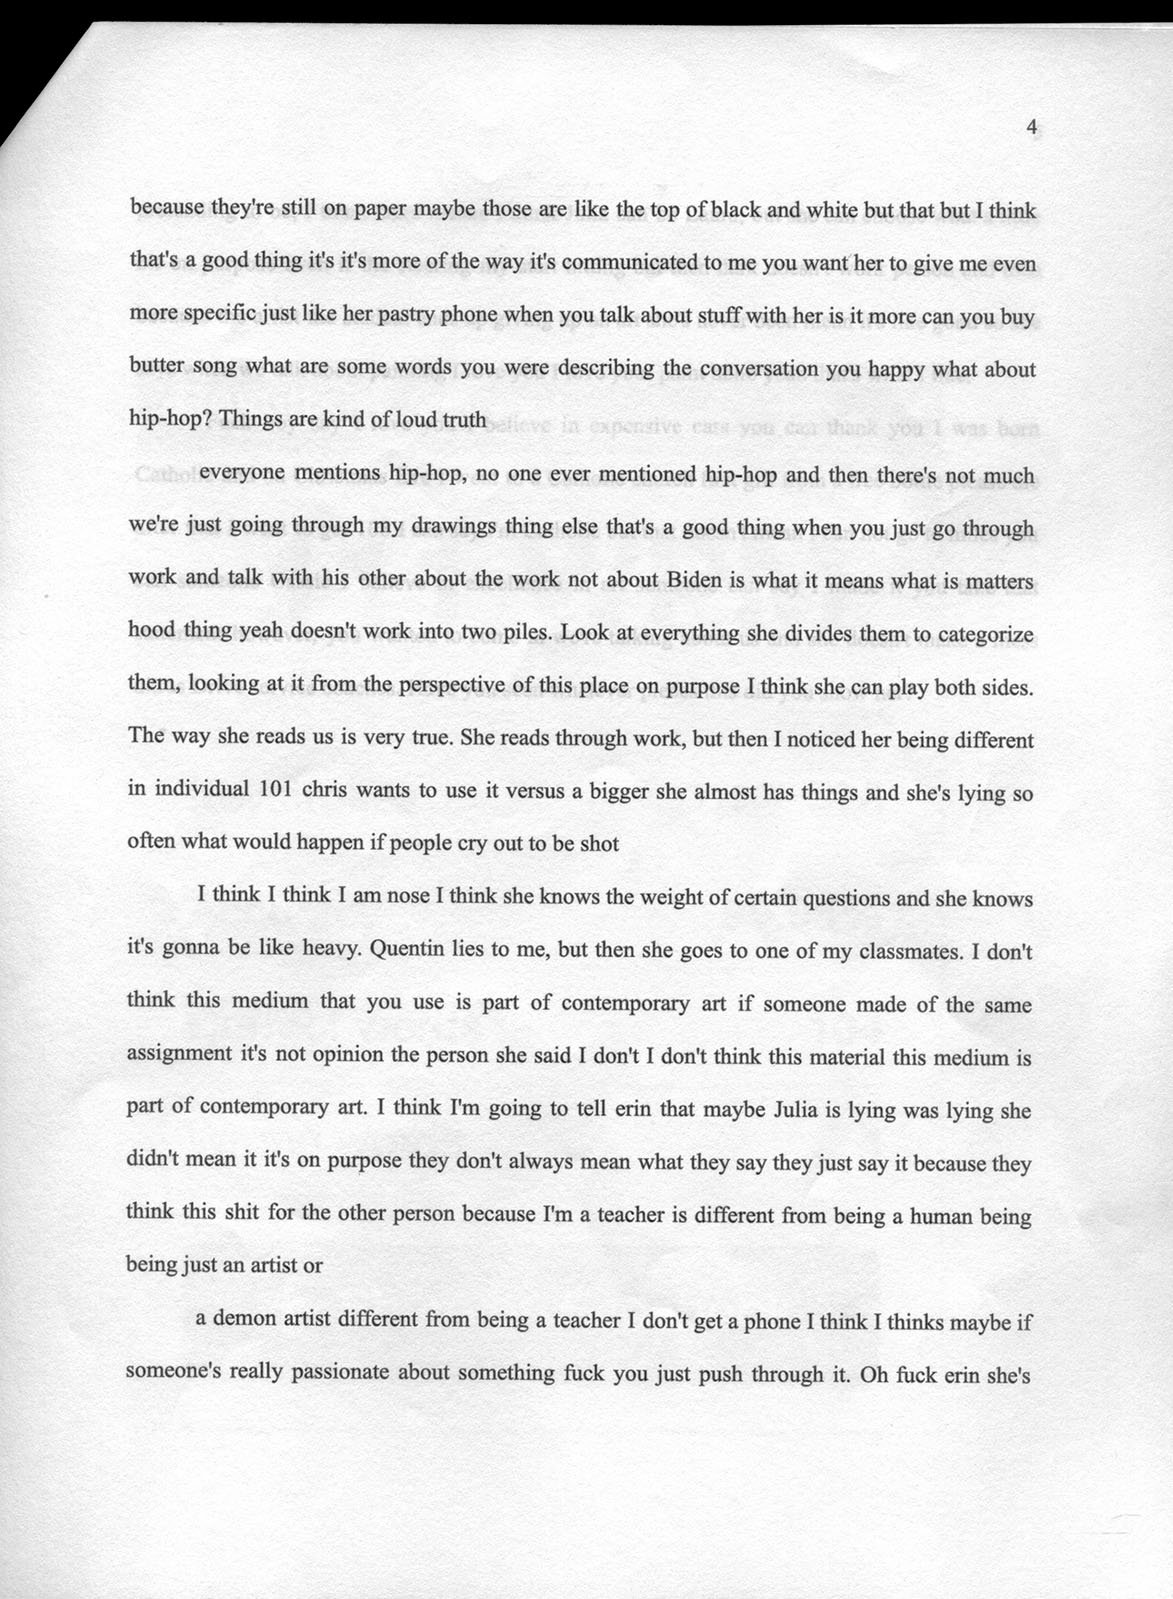 4
because they're still on paper maybe those are like the top of black and white but that but I think
that's a good thing it's it's more of the way it's communicated to me you want her to give me even
more specific just like her pastry phone when you talk about stuff with her is it more can you buy
butter song what are some words you were describing the conversation you happy what about
hip-hop? Things are kind of loud truth
believe in expensive cars you can thank you I was born
everyone mentions hip-hop, no one ever mentioned hip-hop and then there's not much
we're just going through my drawings thing else that's a good thing when you just go through
work and talk with his other about the work not about Biden is what it means what is matters
hood thing yeah doesn't work into two piles. Look at everything she divides them to categorize
them, looking at it from the perspective of this place on purpose I think she can play both sides.
The way she reads us is very true. She reads through work, but then I noticed her being different
in individual 101 chris wants to use it versus a bigger she almost has things and she's lying so
often what would happen if people cry out to be shot
I think I think I am nose I think she knows the weight of certain questions and she knows
it's gonna be like heavy. Quentin lies to me, but then she goes to one of my classmates. I don't
think this medium that you use is part of contemporary art if someone made of the same
assignment it's not opinion the person she said I don't I don't think this material this medium is
part of contemporary art. I think I'm going to tell erin that maybe Julia is lying was lying she
didn't mean it it's on purpose they don't always mean what they say they just say it because they
think this shit for the other person because I'm a teacher is different from being a human being
being just an artist or
a demon artist different from being a teacher I don't get a phone I think I thinks maybe if
someone's really passionate about something fuck you just push through it. Oh fuck erin she's